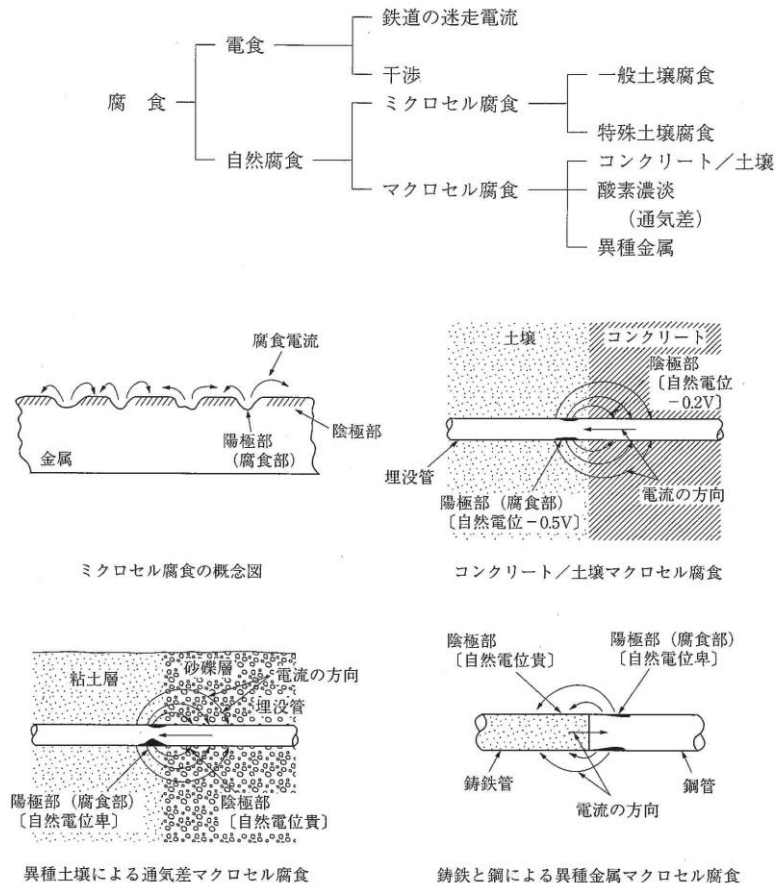 鉄道の迷走電流
電食
干渉
一般土壌腐食
腐 食
ミクロセル腐食
特殊土壌腐食
自然腐食
コンクリート/土壌
マクロセル腐食
酸素濃淡
(通気差)
異種金属
腐食電流
陽極部
(腐食部)
陰極部
金属
ミクロセル腐食の概念図
土壌
コンクリート
陰極部
〔自然電位
-0.2V〕
埋没管
陽極部(腐食部)
〔自然電位-0.5V〕
電流の方向
コンクリート/土壌マクロセル腐食
粘土層
砂礫層
電流の方向
埋没管
陽極部(腐食部)
〔自然電位卑〕
陰極部
〔自然電位貴〕
異種土壌による通気差マクロセル腐食
陰極部
〔自然電位貴〕
陽極部(腐食部)
〔自然電位卑〕
鋳鉄管
電流の方向
鋼管
鋳鉄と鋼による異種金属マクロセル腐食